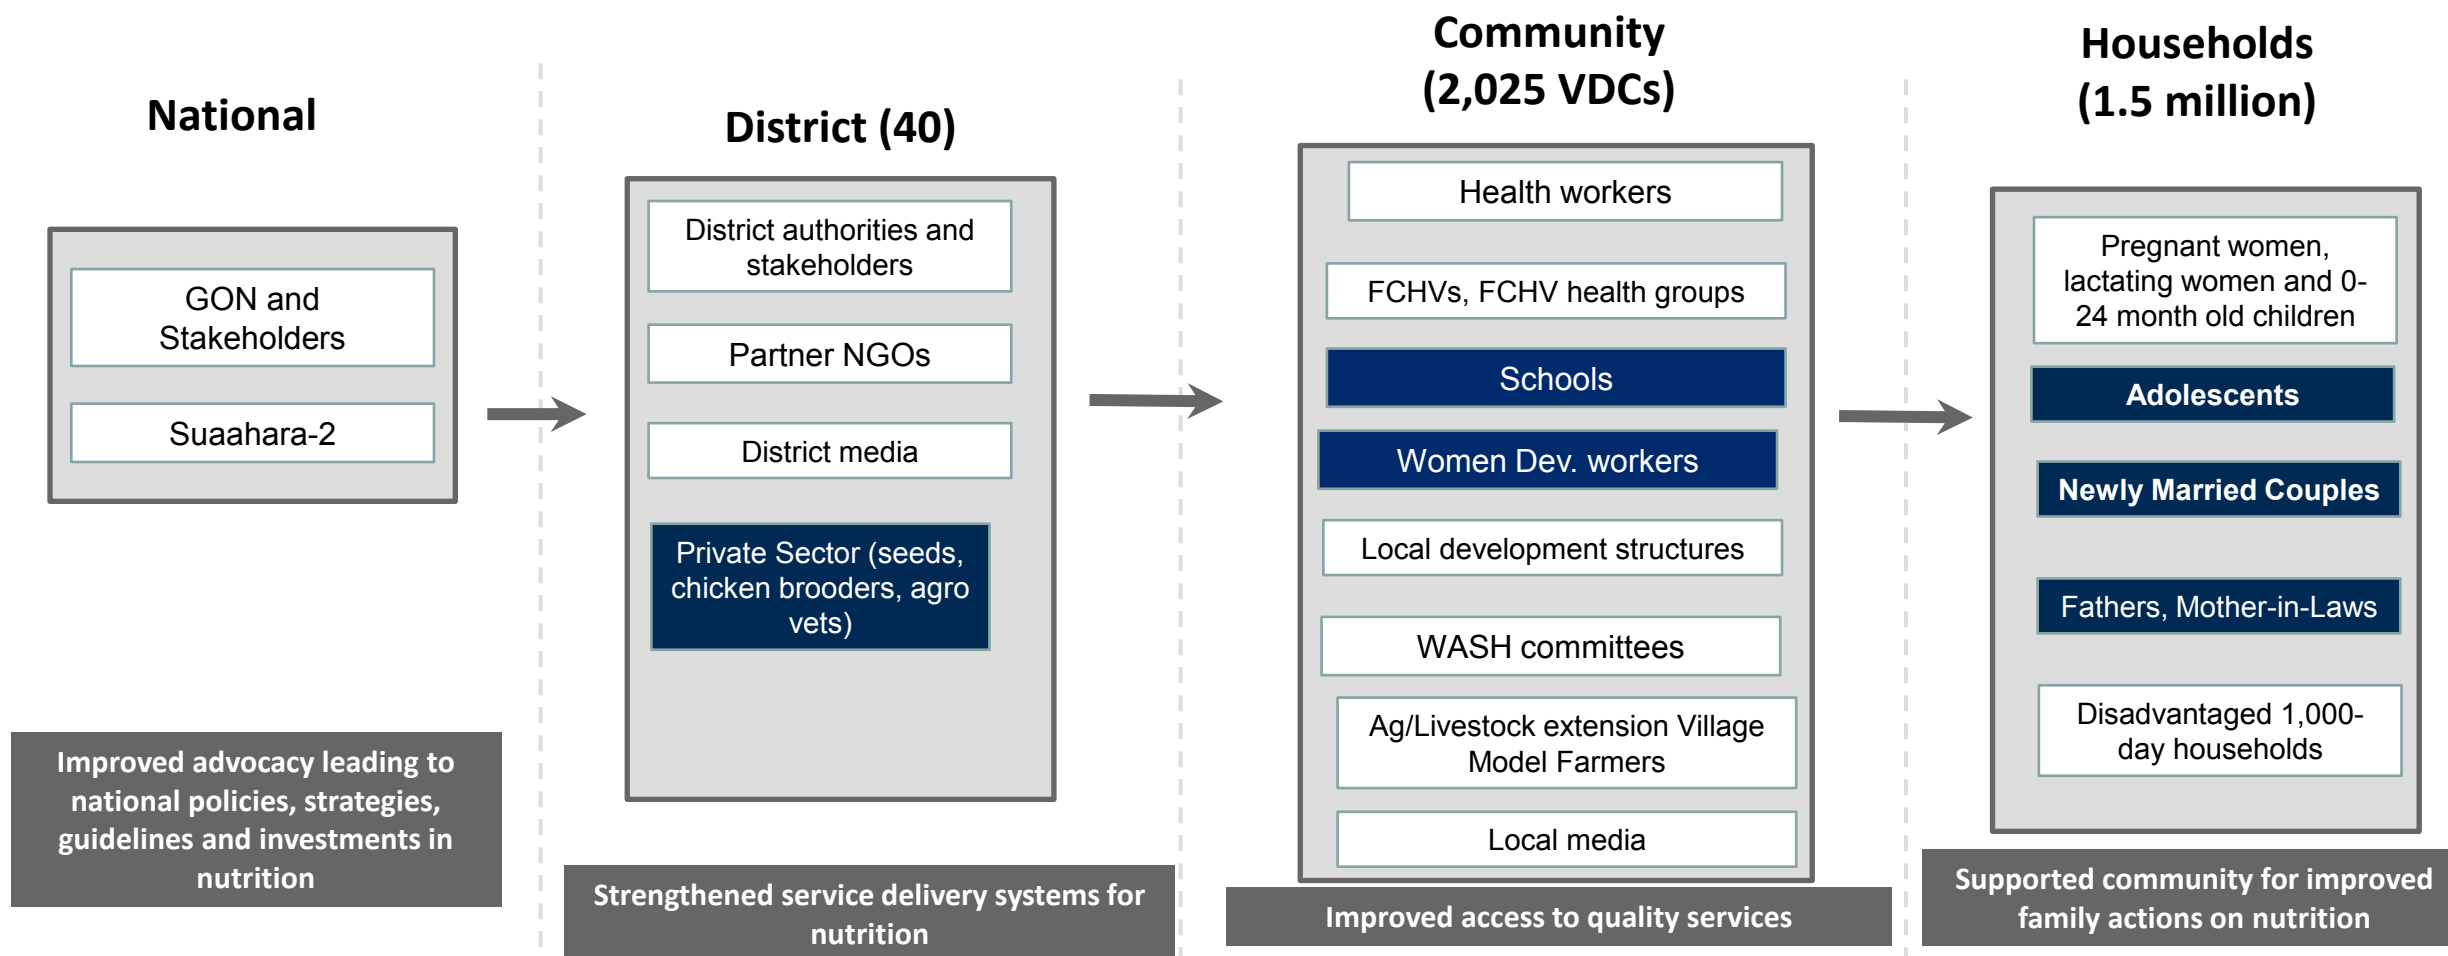 National
GON and
Stakeholders
Suaahara-2
Improved advocacy leading to
national policies, strategies,
guidelines and investments in
nutrition
District (40)
District authorities and
stakeholders
Partner NGOs
District media
Private Sector (seeds,
chicken brooders, agro
vets)
Strengthened service delivery systems for
nutrition
Community
(2,025 VDCs)
Health workers
FCHVs, FCHV health groups
Schools
Women Dev. workers
Local development structures
WASH committees
Ag/Livestock extension Village
Model Farmers
Local media
Improved access to quality services
Households
(1.5 million)
Pregnant women,
lactating women and 0-
24 month old children
Adolescents
Newly Married Couples
Fathers, Mother-in-Laws
Disadvantaged 1,000-
day households
Supported community for improved
family actions on nutrition